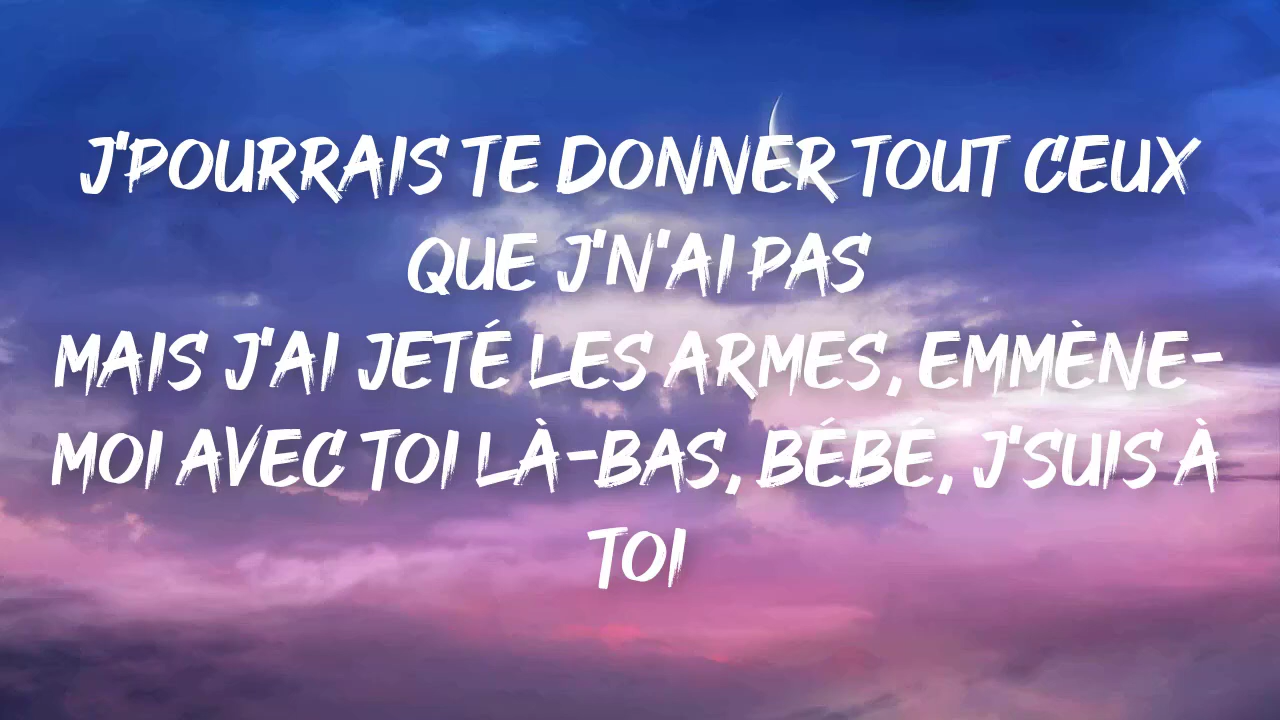 J'POURRAIS TE DONNER TOUT CEUX
QUE J'N'AI PAS
MAIS J'AI JETÉ LES ARMES, EMMÈNE-
MOI AVEC TOI LÀ-BAS, BÉBÉ, J'SUIS À
TOI